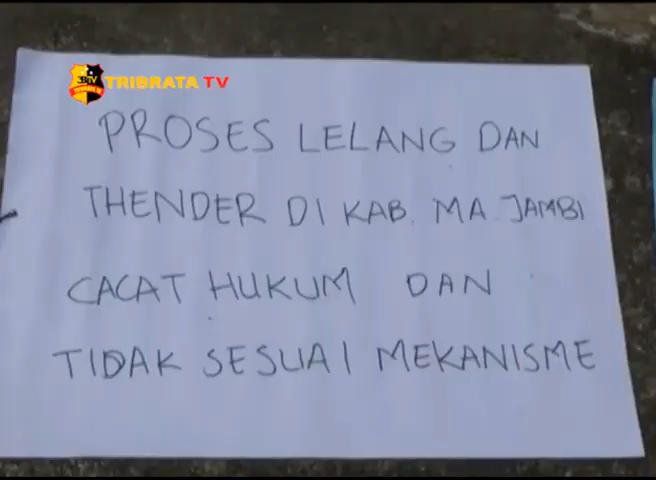 TRIBRATA TV
PROSES LELANG DAN
THENDER DI KAB. MA. JAMBI
CACAT HUKUM DAN
TIDAK SESUAI MEKANISME